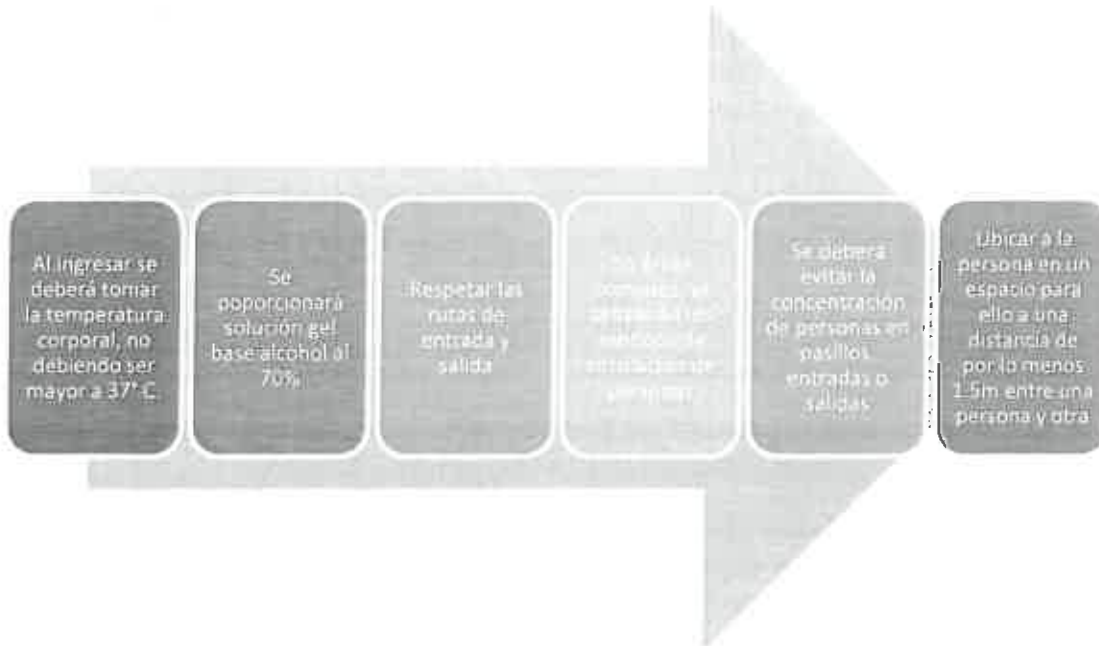 Al ingresar se
deberá tomar
la temperatura
corporal, no
debiendo ser
mayor a 37° C.
Se
poporcionará
solución gel
base alcohol al
70%
Respetar las
rutas de
entrada y
salida
Se deberá
evitar la
concentración
de personas en
pasillos
entradas o
salidas
Ubicar a la
persona en un
espacio para
ello a una
distancia de
por lo menos
1.5m entre una
persona y otra